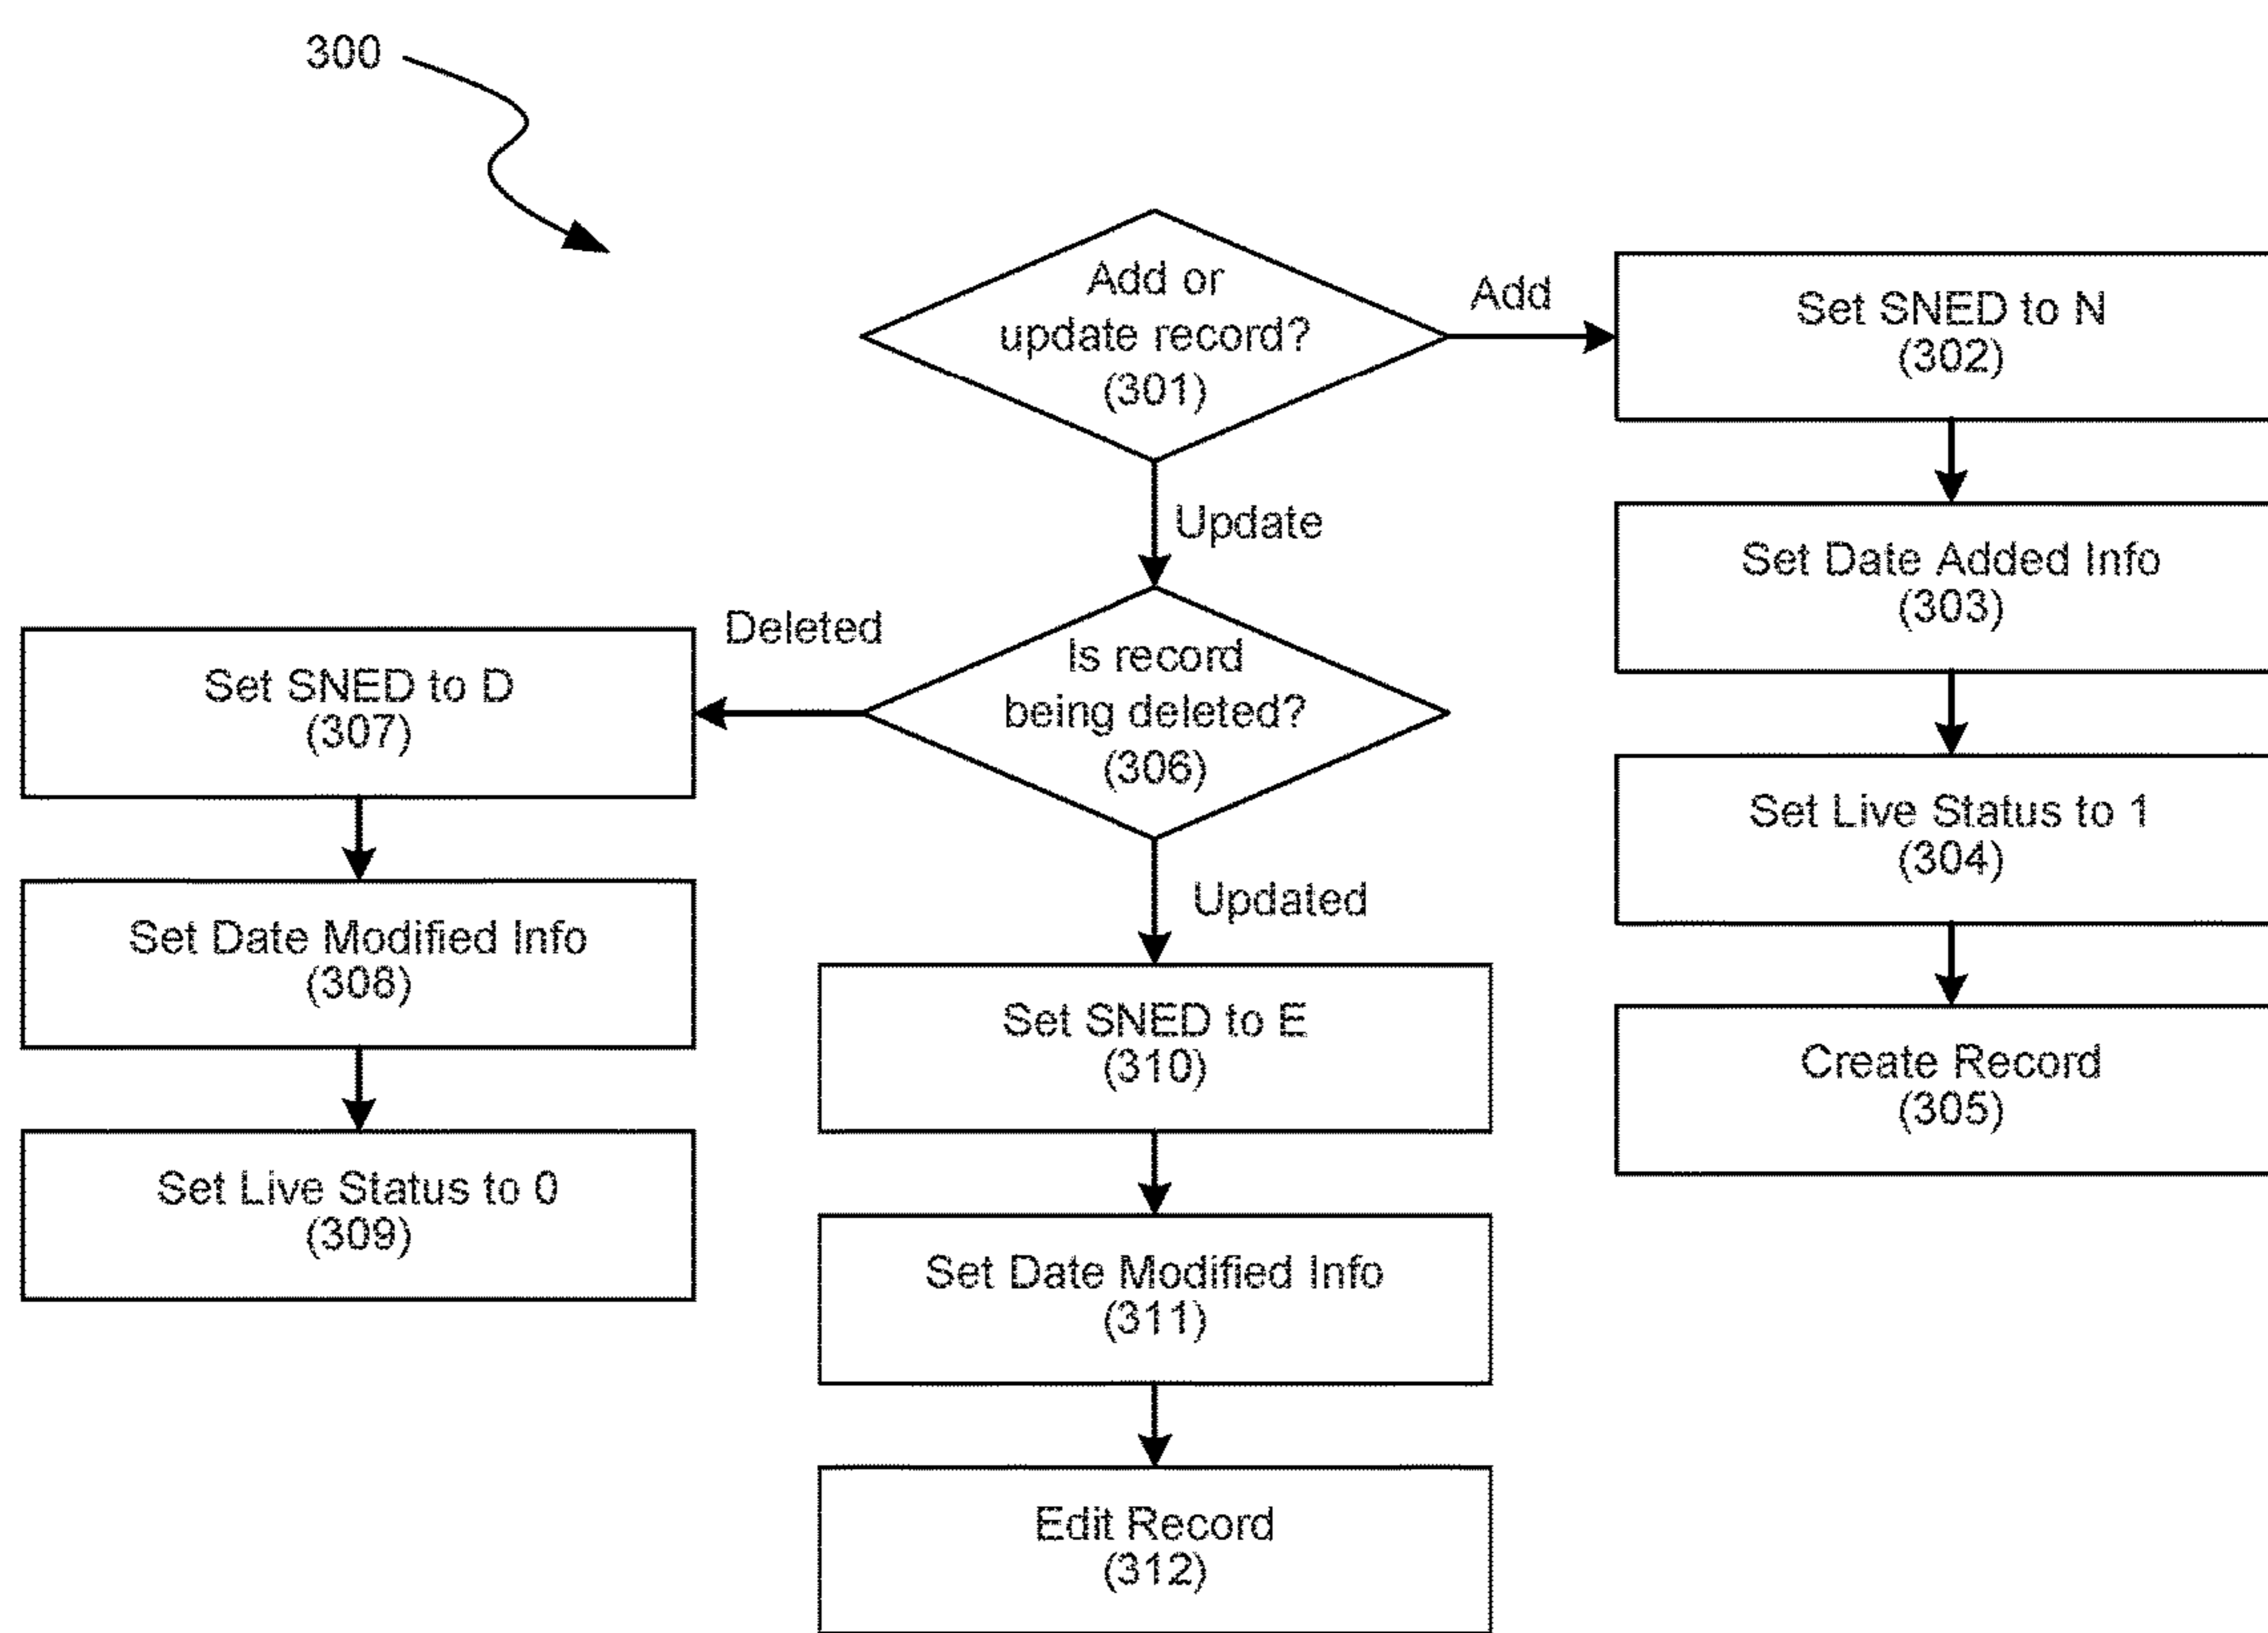 300
Add or
update record?
(301)
Add
Set SNED to N
(302)
Update
Set Date Added Info
(303)
Deleted
Is record
being deleted?
(306)
Set SNED to D
(307)
Set Live Status to 1
(304)
Updated
Set Date Modified Info
(308)
Set SNED to E
(310)
Create Record
(305)
Set Live Status to 0
(309)
Set Date Modified Info
(311)
Edit Record
(312)